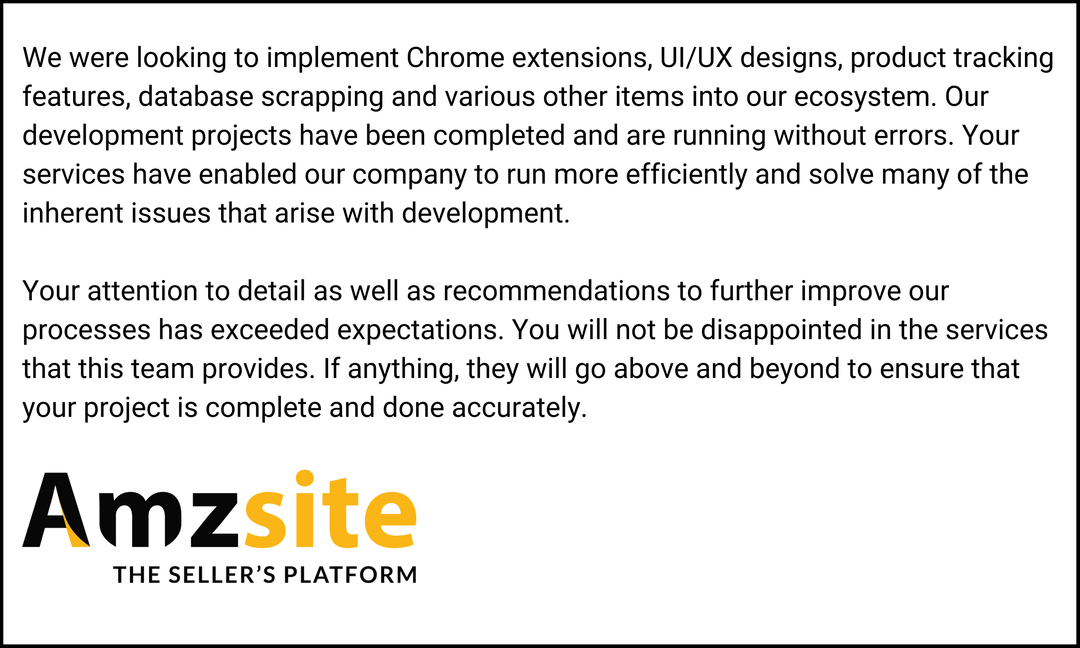 We were looking to implement Chrome extensions, UI/UX designs, product tracking
features, database scrapping and various other items into our ecosystem. Our
development projects have been completed and are running without errors. Your
services have enabled our company to run more efficiently and solve many of the
inherent issues that arise with development.
Your attention to detail as well as recommendations to further improve our
processes has exceeded expectations. You will not be disappointed in the services
that this team provides. If anything, they will go above and beyond to ensure that
your project is complete and done accurately.
Amzsite
THE SELLER’S PLATFORM